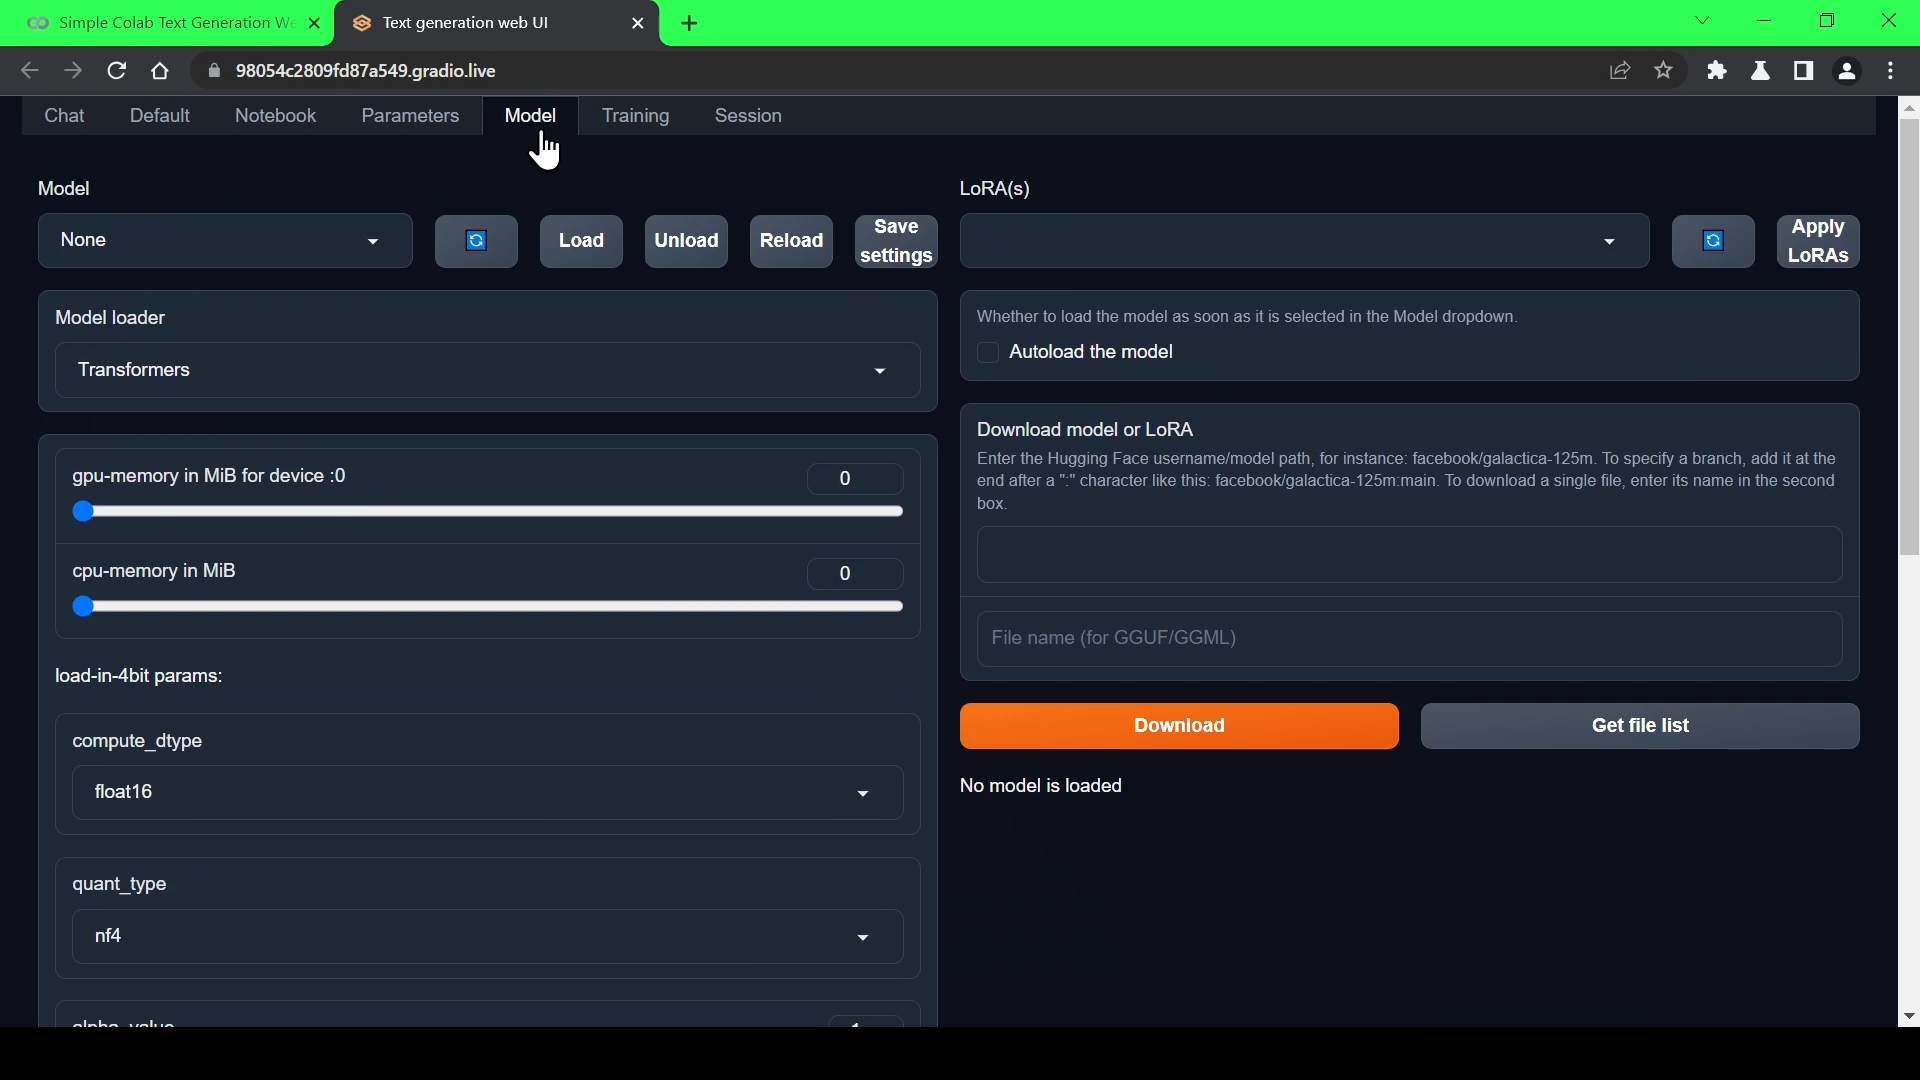 Simple Colab Text Generation We
Text generation web UI
98054c2809fd87a549.gradio.live
Chat
Default
Notebook
Parameters
Model
Training
Session
Model
None
Load
Unload
Reload
Save
settings
LoRA(s)
Apply
LoRAs
Model loader
Transformers
Whether to load the model as soon as it is selected in the Model dropdown.
Autoload the model
gpu-memory in MiB for device :0
0
cpu-memory in MiB
0
load-in-4bit params:
compute_dtype
float16
quant_type
nf4
alpha_value
1
Download model or LoRA
Enter the Hugging Face username/model path, for instance: facebook/galactica-125m. To specify a branch, add it at the
end after a ":" character like this: facebook/galactica-125m:main. To download a single file, enter its name in the second
box.
File name (for GGUF/GGML)
Download
Get file list
No model is loaded